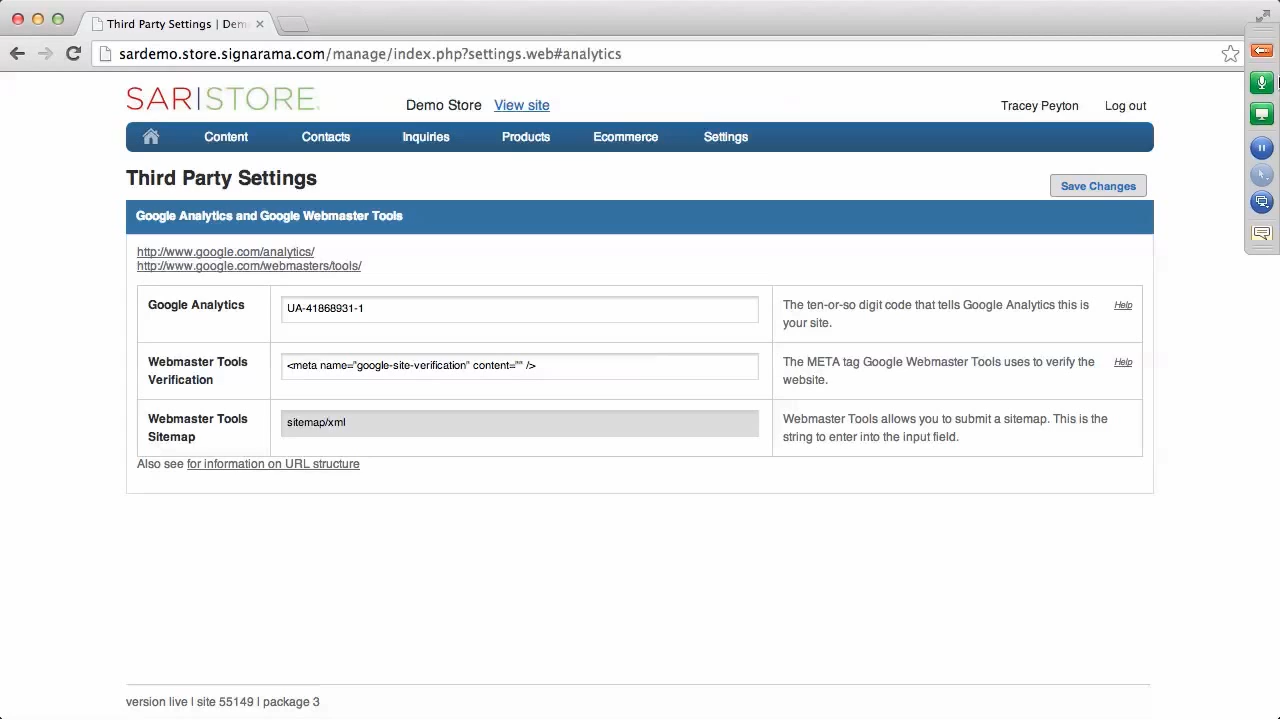 Third Party Settings | Dem
sardemo.store.signarama.com/manage/index.php?settings.web#analytics
SAR|STORE
Demo Store View site
Tracey Peyton Log out
Content Contacts Inquiries Products Ecommerce Settings
Third Party Settings
Save Changes
Google Analytics and Google Webmaster Tools
http://www.google.com/analytics/
http://www.google.com/webmasters/tools/
Google Analytics
UA-41868931-1
The ten-or-so digit code that tells Google Analytics this is
your site.
Help
Webmaster Tools
Verification
<meta name="google-site-verification" content="" />
The META tag Google Webmaster Tools uses to verify the
website.
Help
Webmaster Tools
Sitemap
sitemap/xml
Webmaster Tools allows you to submit a sitemap. This is the
string to enter into the input field.
Also see for information on URL structure
version live | site 55149 | package 3